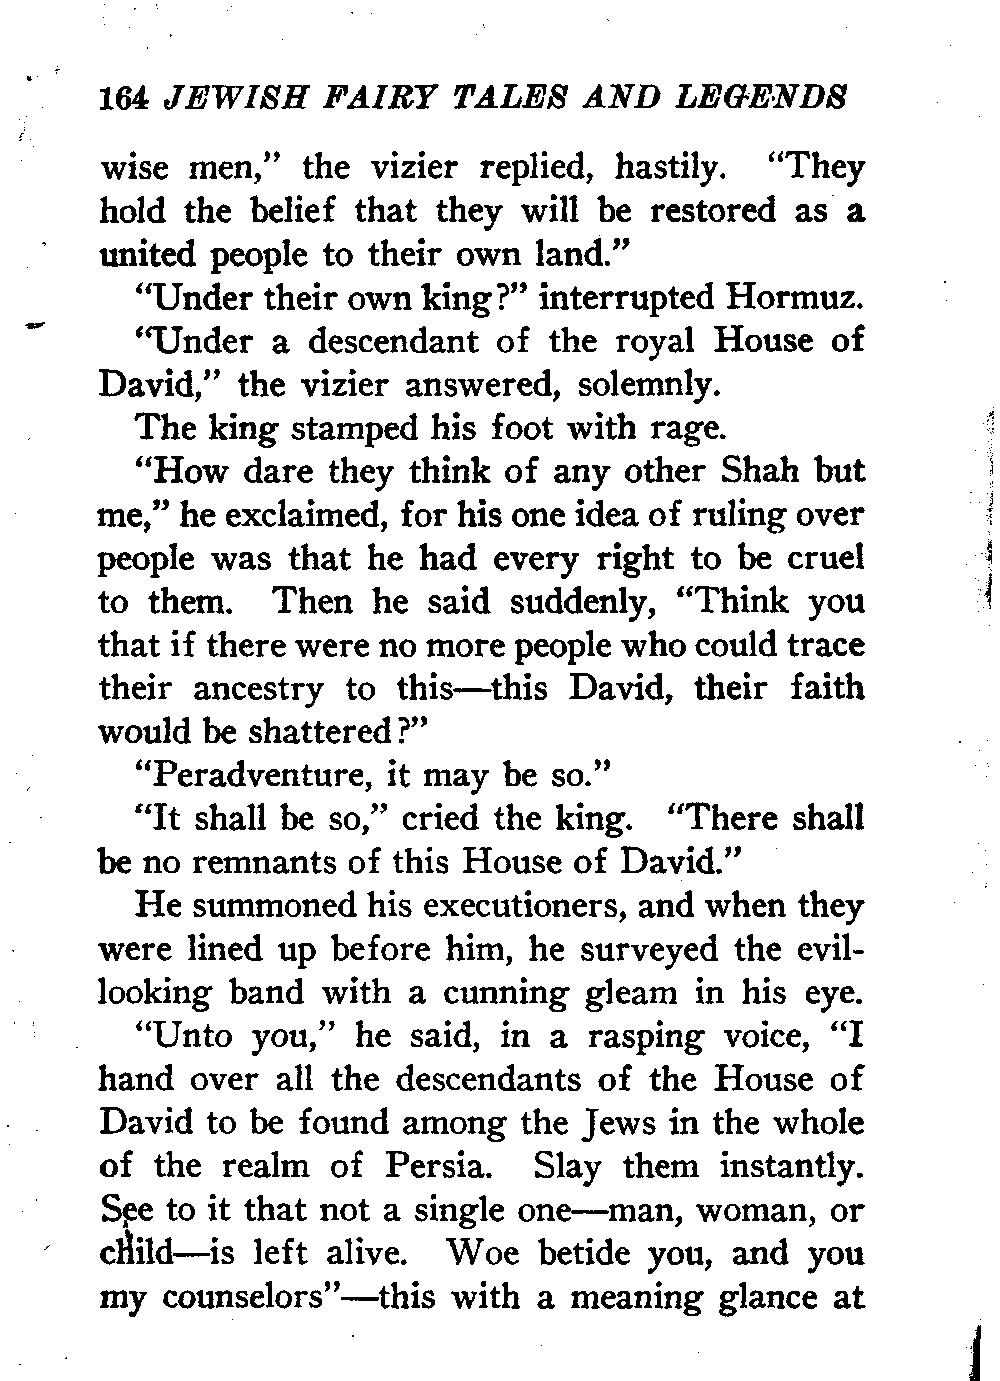 164 JEWISH FAIRY TALES AND LEGENDS
wise men,” the vizier replied, hastily. “They
hold the belief that they will be restored as a
united people to their own land.”
“Under their own king?” interrupted Hormuz.
“Under a descendant of the royal House of
David,” the vizier answered, solemnly.
The king stamped his foot with rage.
“How dare they think of any other Shah but
me,” he exclaimed, for his one idea of ruling over
people was that he had every right to be cruel
to them. Then he said suddenly, “Think you
that if there were no more people who could trace
their ancestry to this—this David, their faith
would be shattered?”
“Peradventure, it may be so.”
“It shall be so,” cried the king. “There shall
be no remnants of this House of David.”
He summoned his executioners, and when they
were lined up before him, he surveyed the evil-
looking band with a cunning gleam in his eye.
“Unto you,” he said, in a rasping voice, “I
hand over all the descendants of the House of
David to be found among the Jews in the whole
of the realm of Persia. Slay them instantly.
See to it that not a single one—man, woman, or
child—is left alive. Woe betide you, and you
my counselors”—this with a meaning glance at